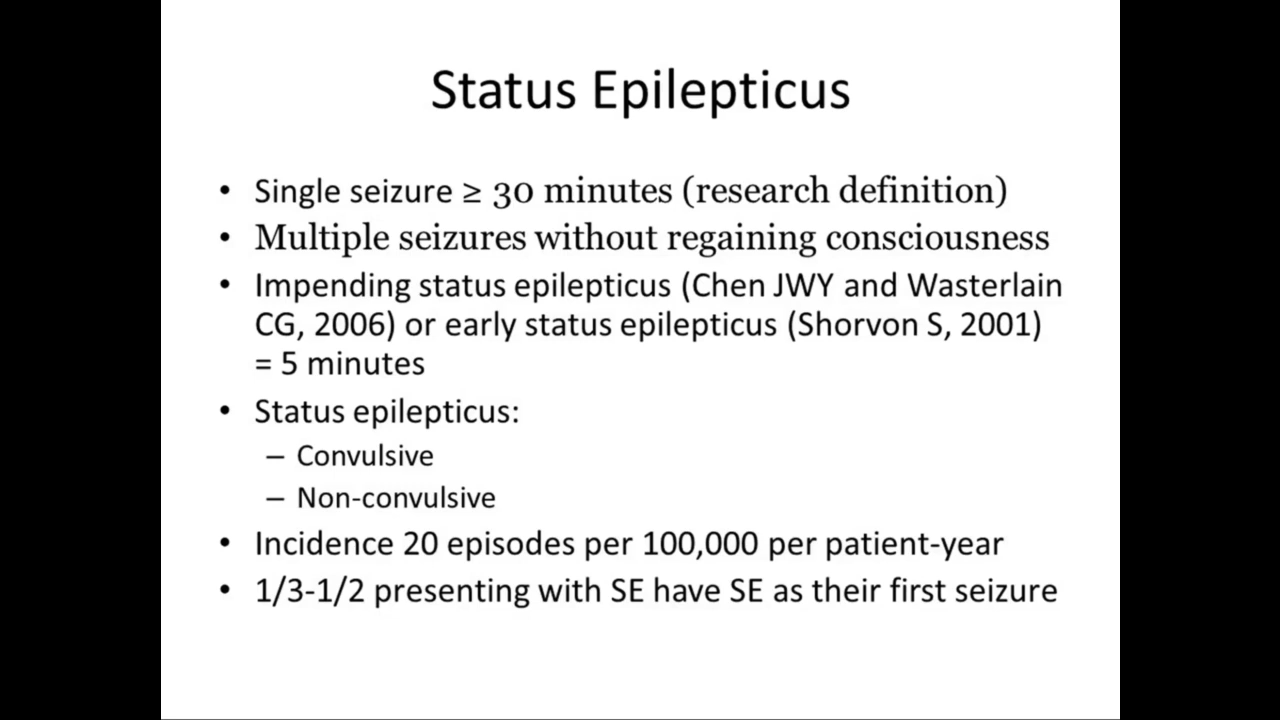 Status Epilepticus
• Single seizure ≥ 30 minutes (research definition)
• Multiple seizures without regaining consciousness
• Impending status epilepticus (Chen JWY and Wasterlain
CG, 2006) or early status epilepticus (Shorvon S, 2001)
= 5 minutes
• Status epilepticus:
– Convulsive
– Non-convulsive
• Incidence 20 episodes per 100,000 per patient-year
• 1/3-1/2 presenting with SE have SE as their first seizure